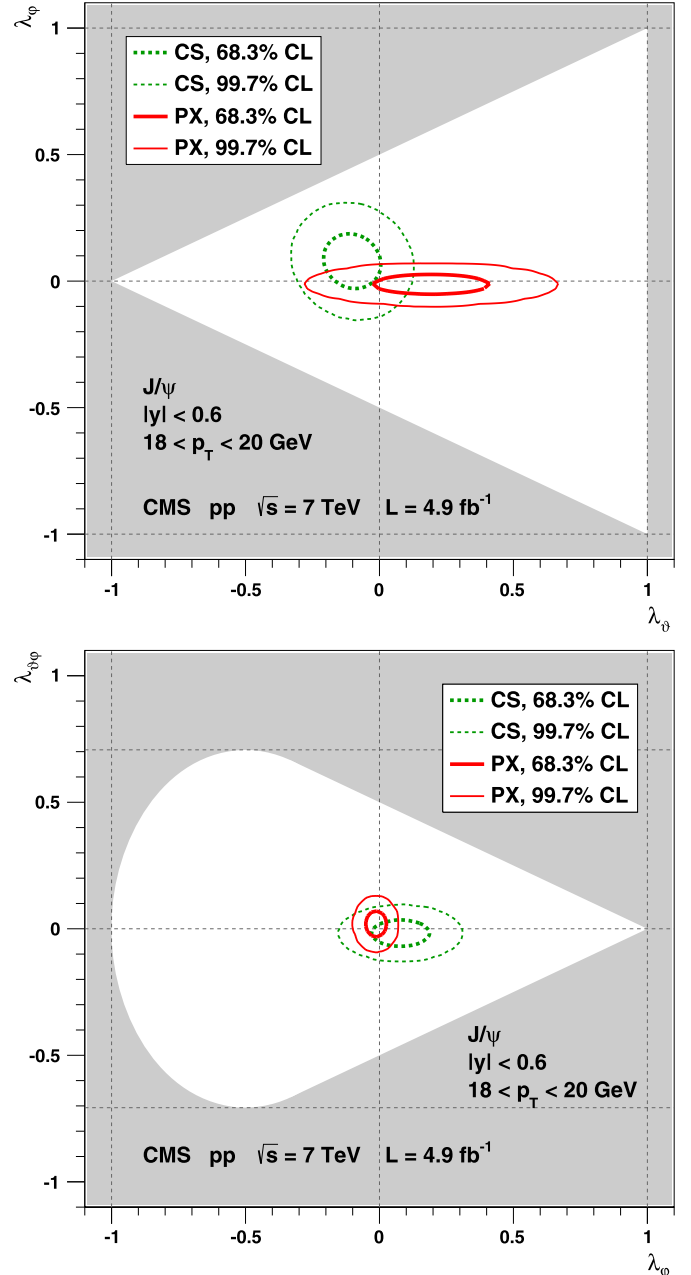 λφ
1
0.5
0
-0.5
-1
CS, 68.3% CL
CS, 99.7% CL
PX, 68.3% CL
PX, 99.7% CL
J/ψ
|y| < 0.6
18 < p_T < 20 GeV
CMS pp √s = 7 TeV L = 4.9 fb⁻¹
-1 -0.5 0 0.5 1
λϑ
λϑφ
1
0.5
0
-0.5
-1
CS, 68.3% CL
CS, 99.7% CL
PX, 68.3% CL
PX, 99.7% CL
J/ψ
|y| < 0.6
18 < p_T < 20 GeV
CMS pp √s = 7 TeV L = 4.9 fb⁻¹
-1 -0.5 0 0.5 1
λφ